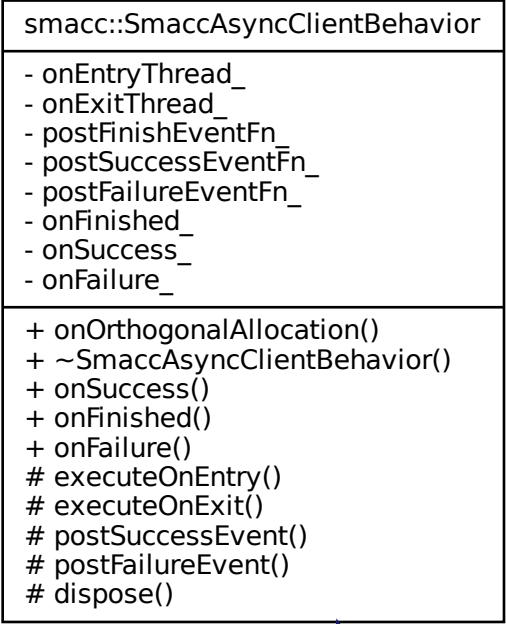 smacc::SmaccAsyncClientBehavior
- onEntryThread_
- onExitThread_
- postFinishEventFn_
- postSuccessEventFn_
- postFailureEventFn_
- onFinished_
- onSuccess_
- onFailure_
+ onOrthogonalAllocation()
+ ~SmaccAsyncClientBehavior()
+ onSuccess()
+ onFinished()
+ onFailure()
# executeOnEntry()
# executeOnExit()
# postSuccessEvent()
# postFailureEvent()
# dispose()